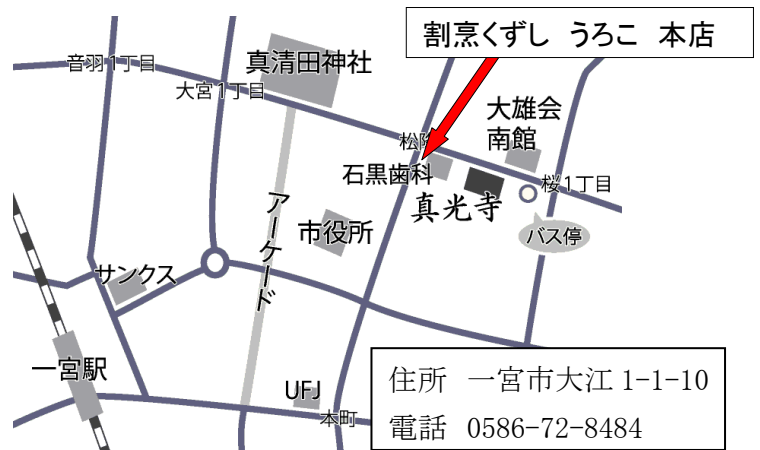 割烹くずし うろこ 本店
音羽1丁目
真清田神社
大宮1丁目
大雄会
南館
石黒歯科
桜1丁目
真光寺
アーケード
市役所
バス停
サンクス
一宮駅
UFJ
本町
住所 一宮市大江 1-1-10
電話 0586-72-8484